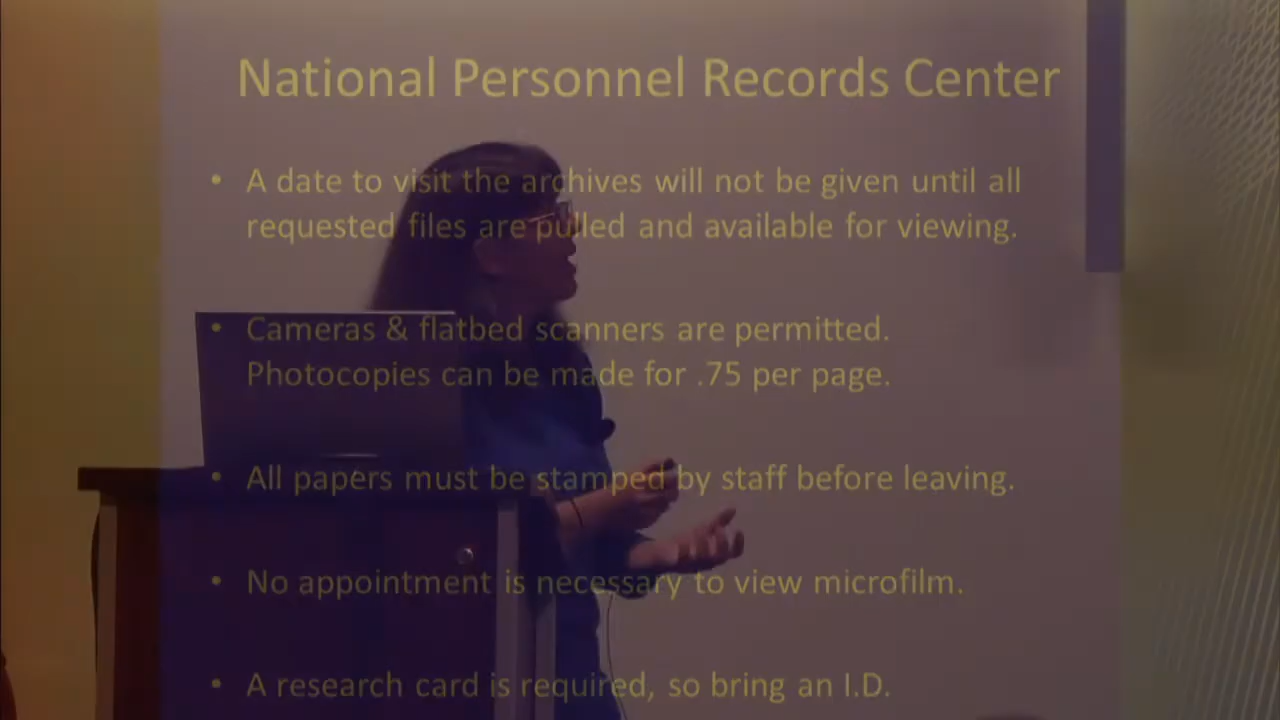 National Personnel Records Center
• A date to visit the archives will not be given until all
requested files are pulled and available for viewing.
• Cameras & flatbed scanners are permitted.
Photocopies can be made for .75 per page.
• All papers must be stamped by staff before leaving.
• No appointment is necessary to view microfilm.
• A research card is required, so bring an I.D.